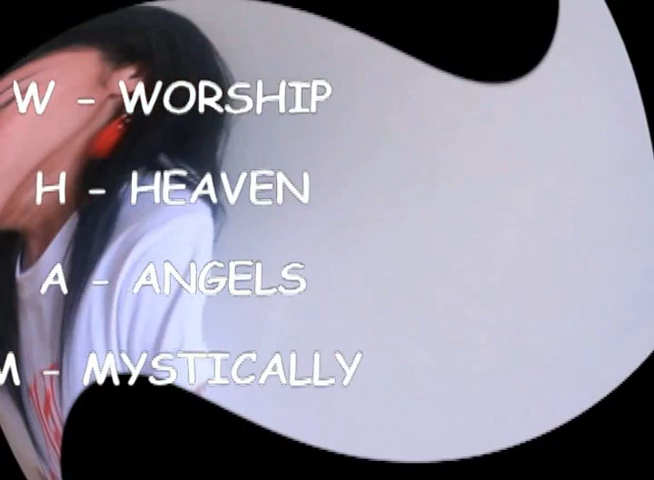 W - WORSHIP
H - HEAVEN
A - ANGELS
M - MYSTICALLY